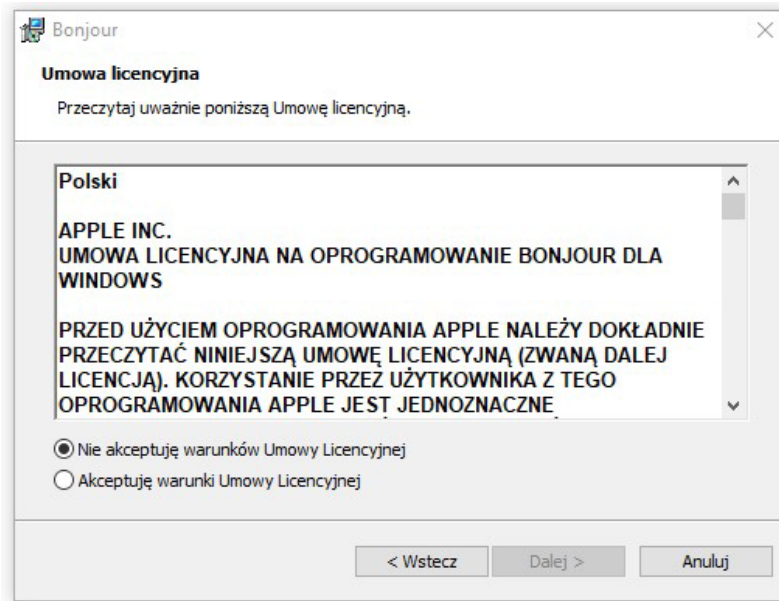 Bonjour
Umowa licencyjna
Przeczytaj uważnie poniższą Umowę licencyjną.
Polski
APPLE INC.
UMOWA LICENCYJNA NA OPROGRAMOWANIE BONJOUR DLA
WINDOWS
PRZED UŻYCIEM OPROGRAMOWANIA APPLE NALEŻY DOKŁADNIE
PRZECZYTAĆ NINIEJSZĄ UMOWĘ LICENCYJNĄ (ZWANĄ DALEJ
LICENCJĄ). KORZYSTANIE PRZEZ UŻYTKOWNIKA Z TEGO
OPROGRAMOWANIA APPLE JEST JEDNOZNACZNE
Nie akceptuję warunków Umowy Licencyjnej
Akceptuję warunki Umowy Licencyjnej
< Wstecz
Dalej >
Anuluj